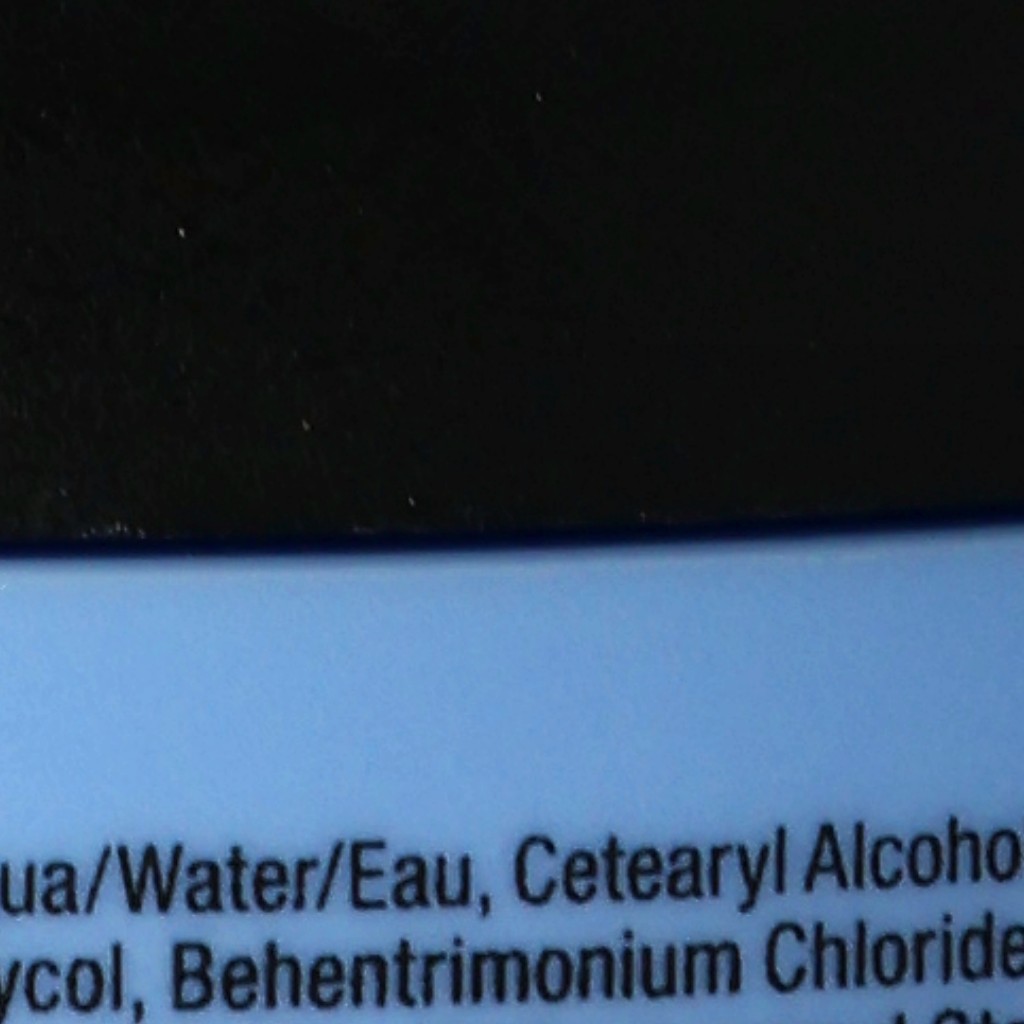 ua/Water/Eau, Cetearyl Alcoho
ycol, Behentrimonium Chloride